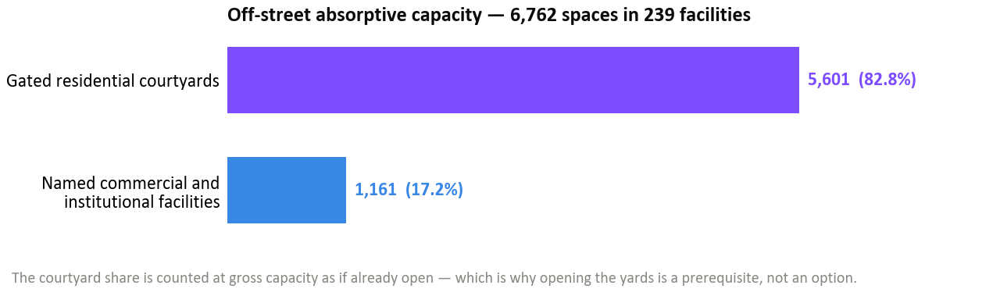 Off-street absorptive capacity — 6,762 spaces in 239 facilities
Gated residential courtyards
5,601 (82.8%)
Named commercial and
institutional facilities
1,161 (17.2%)
The courtyard share is counted at gross capacity as if already open — which is why opening the yards is a prerequisite, not an option.